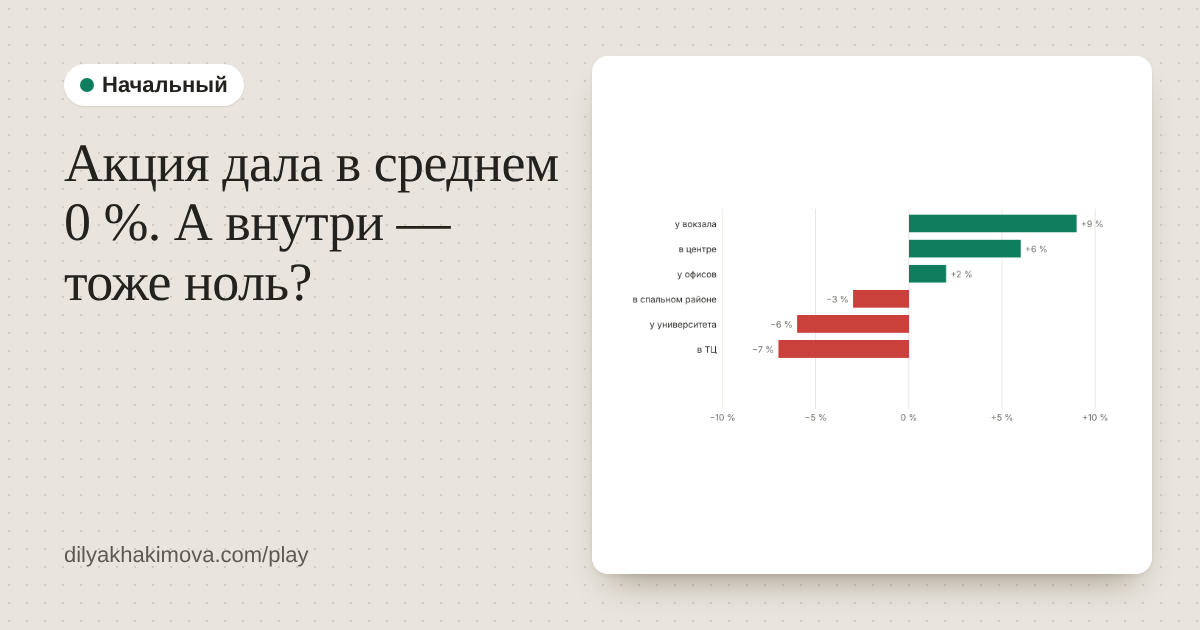 Начальный
Акция дала в среднем
0 %. А внутри —
тоже ноль?
dilyakhakimova.com/play
у вокзала +9 %
в центре +6 %
у офисов +2 %
в спальном районе −3 %
у университета −6 %
в ТЦ −7 %
−10 % −5 % 0 % +5 % +10 %